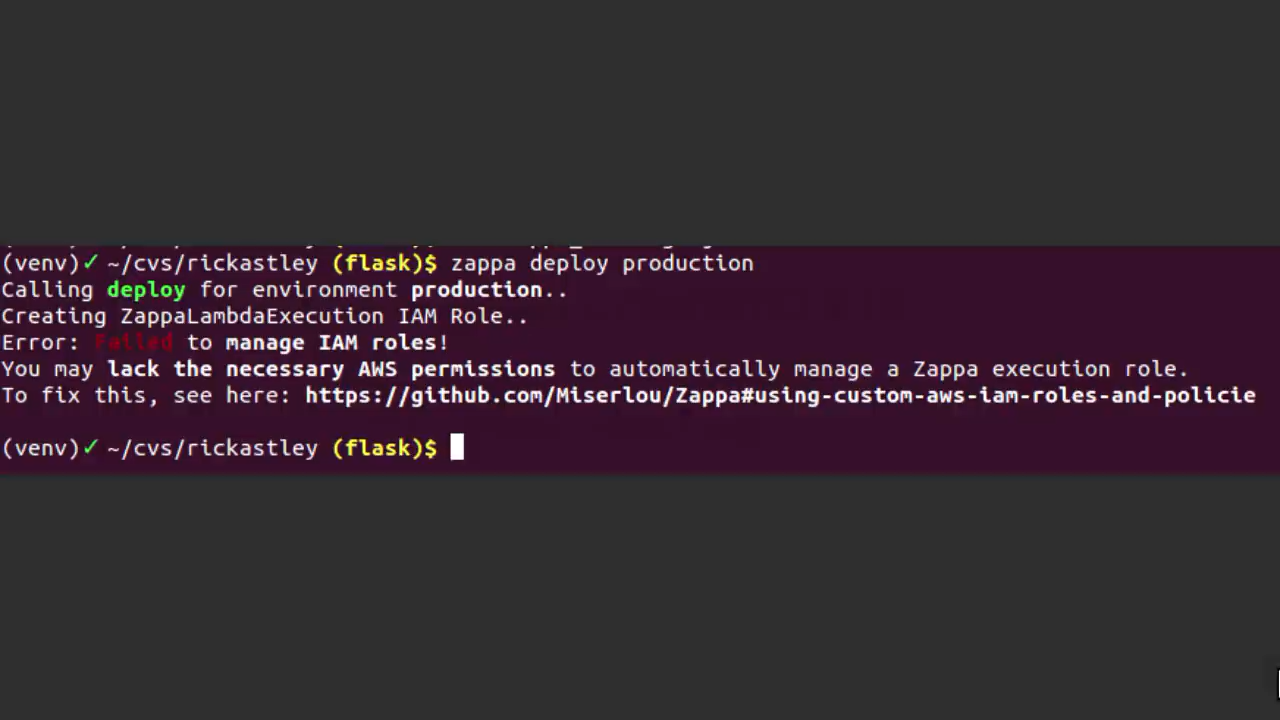 (venv)✓ ~/cvs/rickastley (flask)$ zappa deploy production
Calling deploy for environment production..
Creating ZappaLambdaExecution IAM Role..
Error: Failed to manage IAM roles!
You may lack the necessary AWS permissions to automatically manage a Zappa execution role.
To fix this, see here: https://github.com/Miserlou/Zappa#using-custom-aws-iam-roles-and-policie
(venv)✓ ~/cvs/rickastley (flask)$